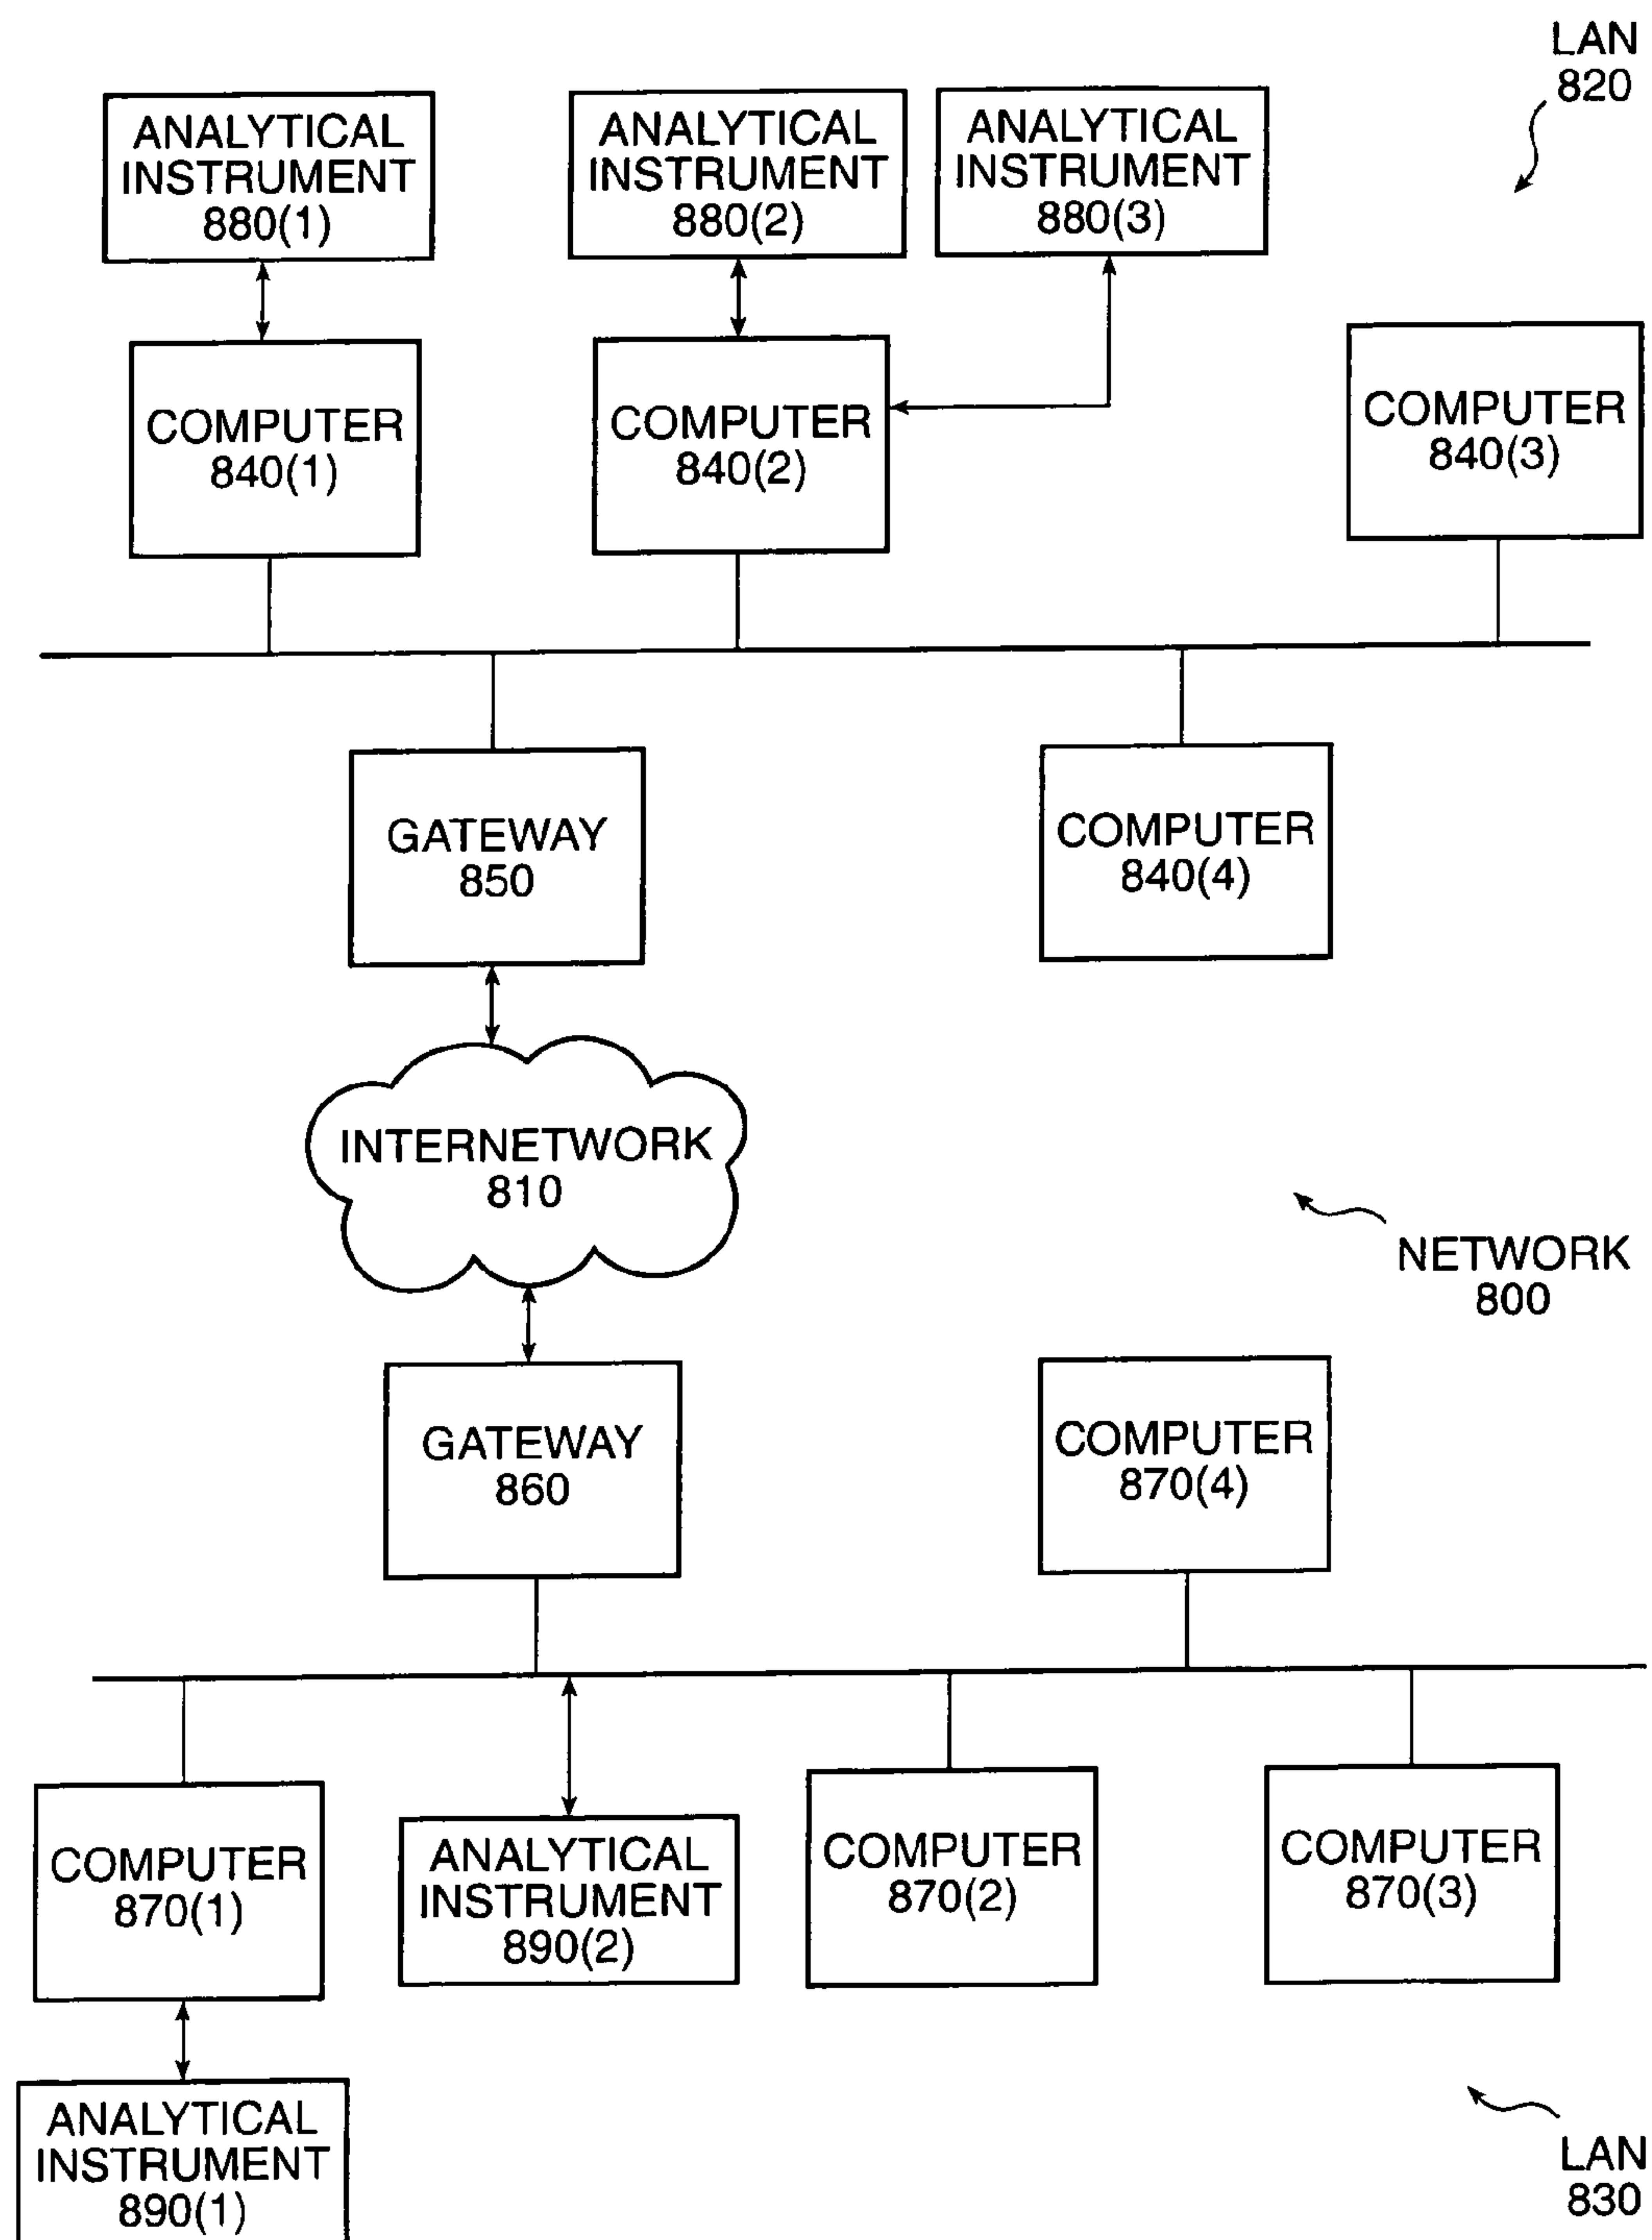 LAN
820
ANALYTICAL
INSTRUMENT
880(1)
ANALYTICAL
INSTRUMENT
880(2)
ANALYTICAL
INSTRUMENT
880(3)
COMPUTER
840(1)
COMPUTER
840(2)
COMPUTER
840(3)
GATEWAY
850
COMPUTER
840(4)
INTERNETWORK
810
NETWORK
800
GATEWAY
860
COMPUTER
870(4)
COMPUTER
870(1)
ANALYTICAL
INSTRUMENT
890(2)
COMPUTER
870(2)
COMPUTER
870(3)
ANALYTICAL
INSTRUMENT
890(1)
LAN
830